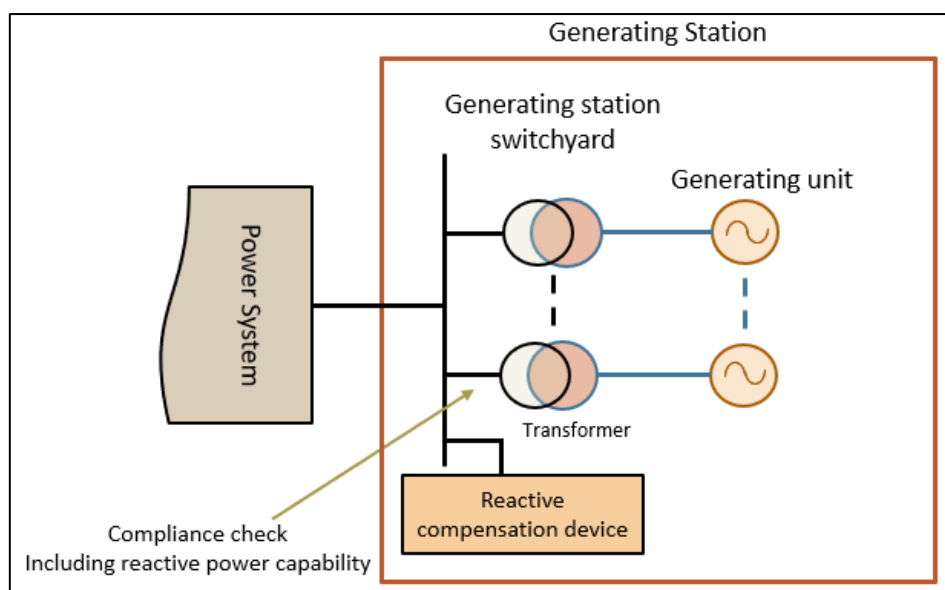 Generating Station
Generating station
switchyard
Generating unit
Power System
Transformer
Reactive
compensation device
Compliance check
Including reactive power capability